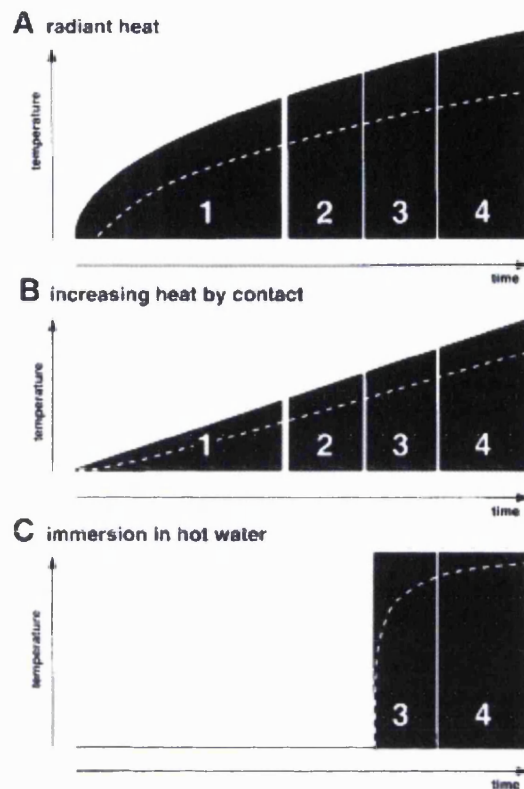 A radiant heat
temperature
1 2 3 4
time
B increasing heat by contact
temperature
1 2 3 4
time
C immersion in hot water
temperature
3 4
time